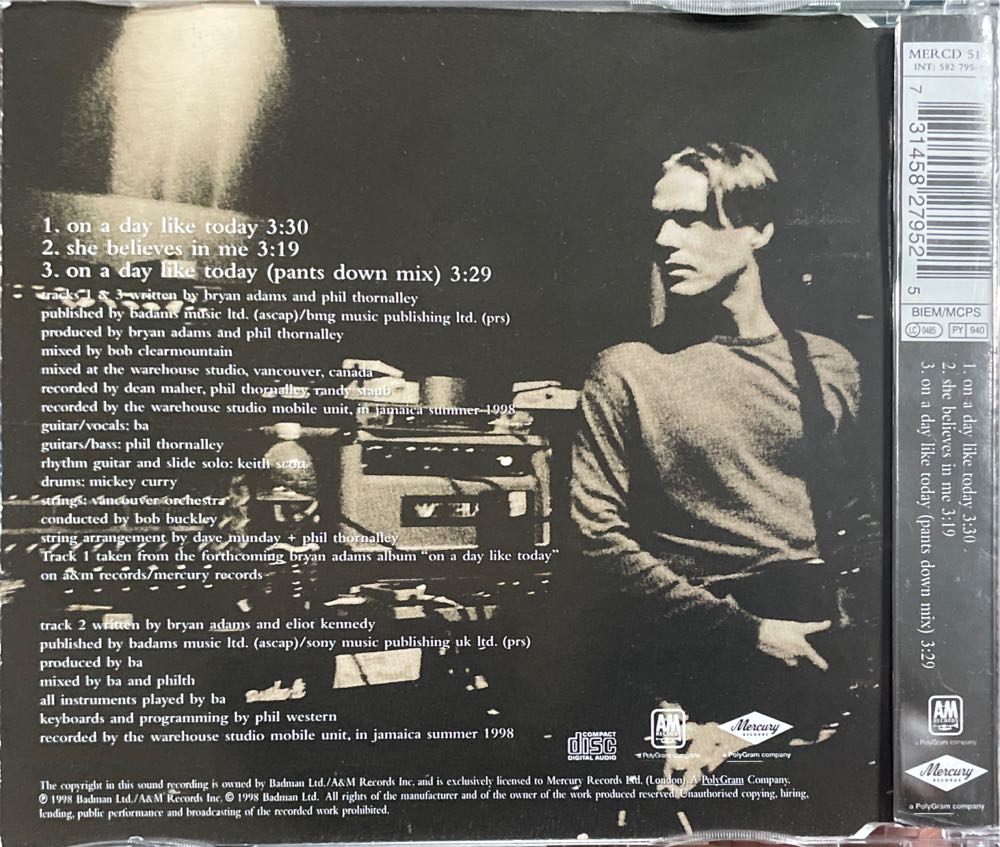 1. on a day like today 3:30
2. she believes in me 3:19
3. on a day like today (pants down mix) 3:29
tracks 1 & 3 written by bryan adams and phil thornalley
published by badams music ltd. (ascap)/bmg music publishing ltd. (prs)
produced by bryan adams and phil thornalley
mixed by bob clearmountain
mixed at the warehouse studio, vancouver, canada
recorded by dean maher, phil thornalley, randy staub
recorded by the warehouse studio mobile unit, in jamaica summer 1998
guitar/vocals: ba
guitars/bass: phil thornalley
rhythm guitar and slide solo: keith scott
drums: mickey curry
strings: vancouver orchestra
conducted by bob buckley
string arrangement by dave munday + phil thornalley
Track 1 taken from the forthcoming bryan adams album "on a day like today"
on a&m records/mercury records
track 2 written by bryan adams and eliot kennedy
published by badams music ltd. (ascap)/sony music publishing uk ltd. (prs)
produced by ba
mixed by ba and philth
all instruments played by ba
keyboards and programming by phil western
recorded by the warehouse studio mobile unit, in jamaica summer 1998
COMPACT
disc
DIGITAL AUDIO
AM
RECORDS
a PolyGram company
Mercury
RECORDS
a PolyGram company
The copyright in this sound recording is owned by Badman Ltd./A&M Records Inc. and is exclusively licensed to Mercury Records Ltd. (London). A PolyGram Company.
℗ 1998 Badman Ltd./A&M Records Inc. © 1998 Badman Ltd. All rights of the manufacturer and of the owner of the work produced reserved. Unauthorised copying, hiring,
lending, public performance and broadcasting of the recorded work prohibited.
MERCD 51
INT: 582 795-
7 31458 27952 5
BIEM/MCPS
LC 0485 PY 940
1. on a day like today 3:30
2. she believes in me 3:19
3. on a day like today (pants down mix) 3:29
AM
RECORDS
a PolyGram company
Mercury
RECORDS
a PolyGram company